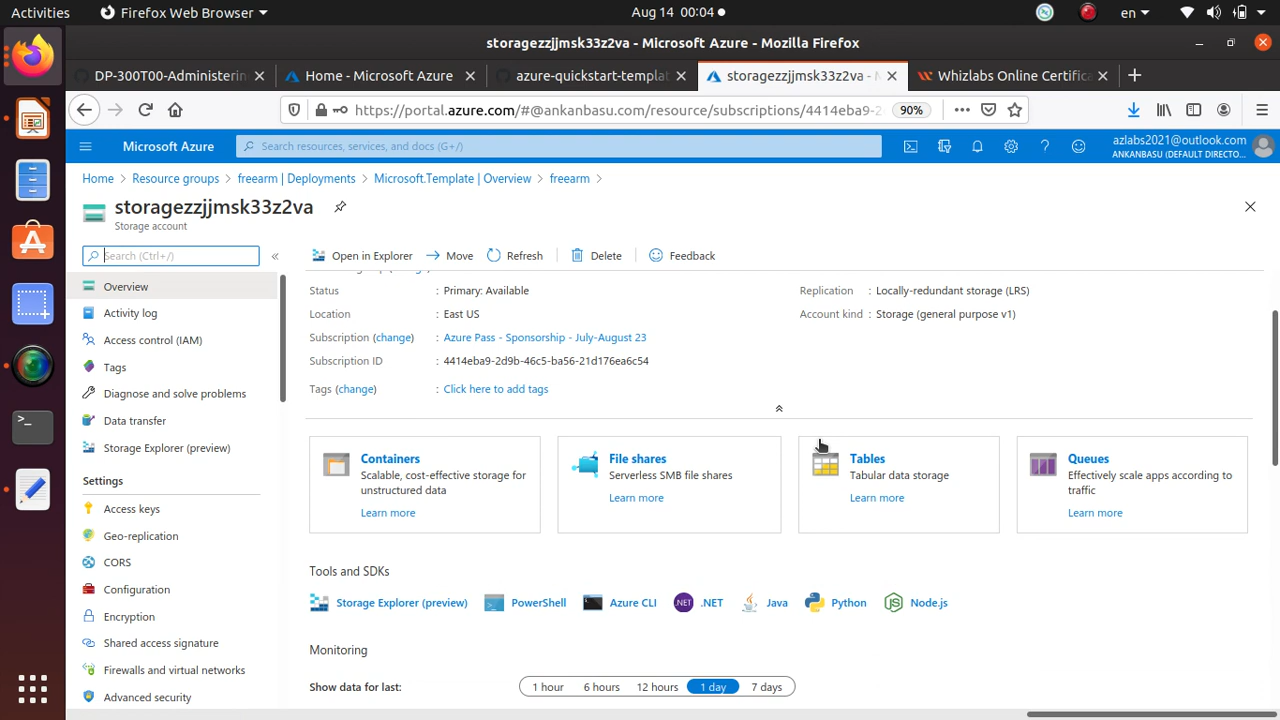 Activities
Firefox Web Browser
Aug 14 00:04
en
storagezzjjmsk33z2va - Microsoft Azure - Mozilla Firefox
DP-300T00-Administerin
Home - Microsoft Azure
azure-quickstart-templat
storagezzjjmsk33z2va - M
Whizlabs Online Certifica
https://portal.azure.com/#@ankanbasu.com/resource/subscriptions/4414eba9-2
90%
Microsoft Azure
Search resources, services, and docs (G+/)
azlabs2021@outlook.com
ANKANBASU (DEFAULT DIRECTO...
Home > Resource groups > freearm | Deployments > Microsoft.Template | Overview > freearm >
storagezzjjmsk33z2va
Storage account
Search (Ctrl+/)
Open in Explorer
Move
Refresh
Delete
Feedback
Overview
Activity log
Access control (IAM)
Tags
Diagnose and solve problems
Data transfer
Storage Explorer (preview)
Settings
Access keys
Geo-replication
CORS
Configuration
Encryption
Shared access signature
Firewalls and virtual networks
Advanced security
Status : Primary: Available
Location : East US
Subscription (change) : Azure Pass - Sponsorship - July-August 23
Subscription ID : 4414eba9-2d9b-46c5-ba56-21d176ea6c54
Tags (change) : Click here to add tags
Replication : Locally-redundant storage (LRS)
Account kind : Storage (general purpose v1)
Containers
Scalable, cost-effective storage for
unstructured data
Learn more
File shares
Serverless SMB file shares
Learn more
Tables
Tabular data storage
Learn more
Queues
Effectively scale apps according to
traffic
Learn more
Tools and SDKs
Storage Explorer (preview)
PowerShell
Azure CLI
.NET
Java
Python
Node.js
Monitoring
Show data for last:
1 hour
6 hours
12 hours
1 day
7 days